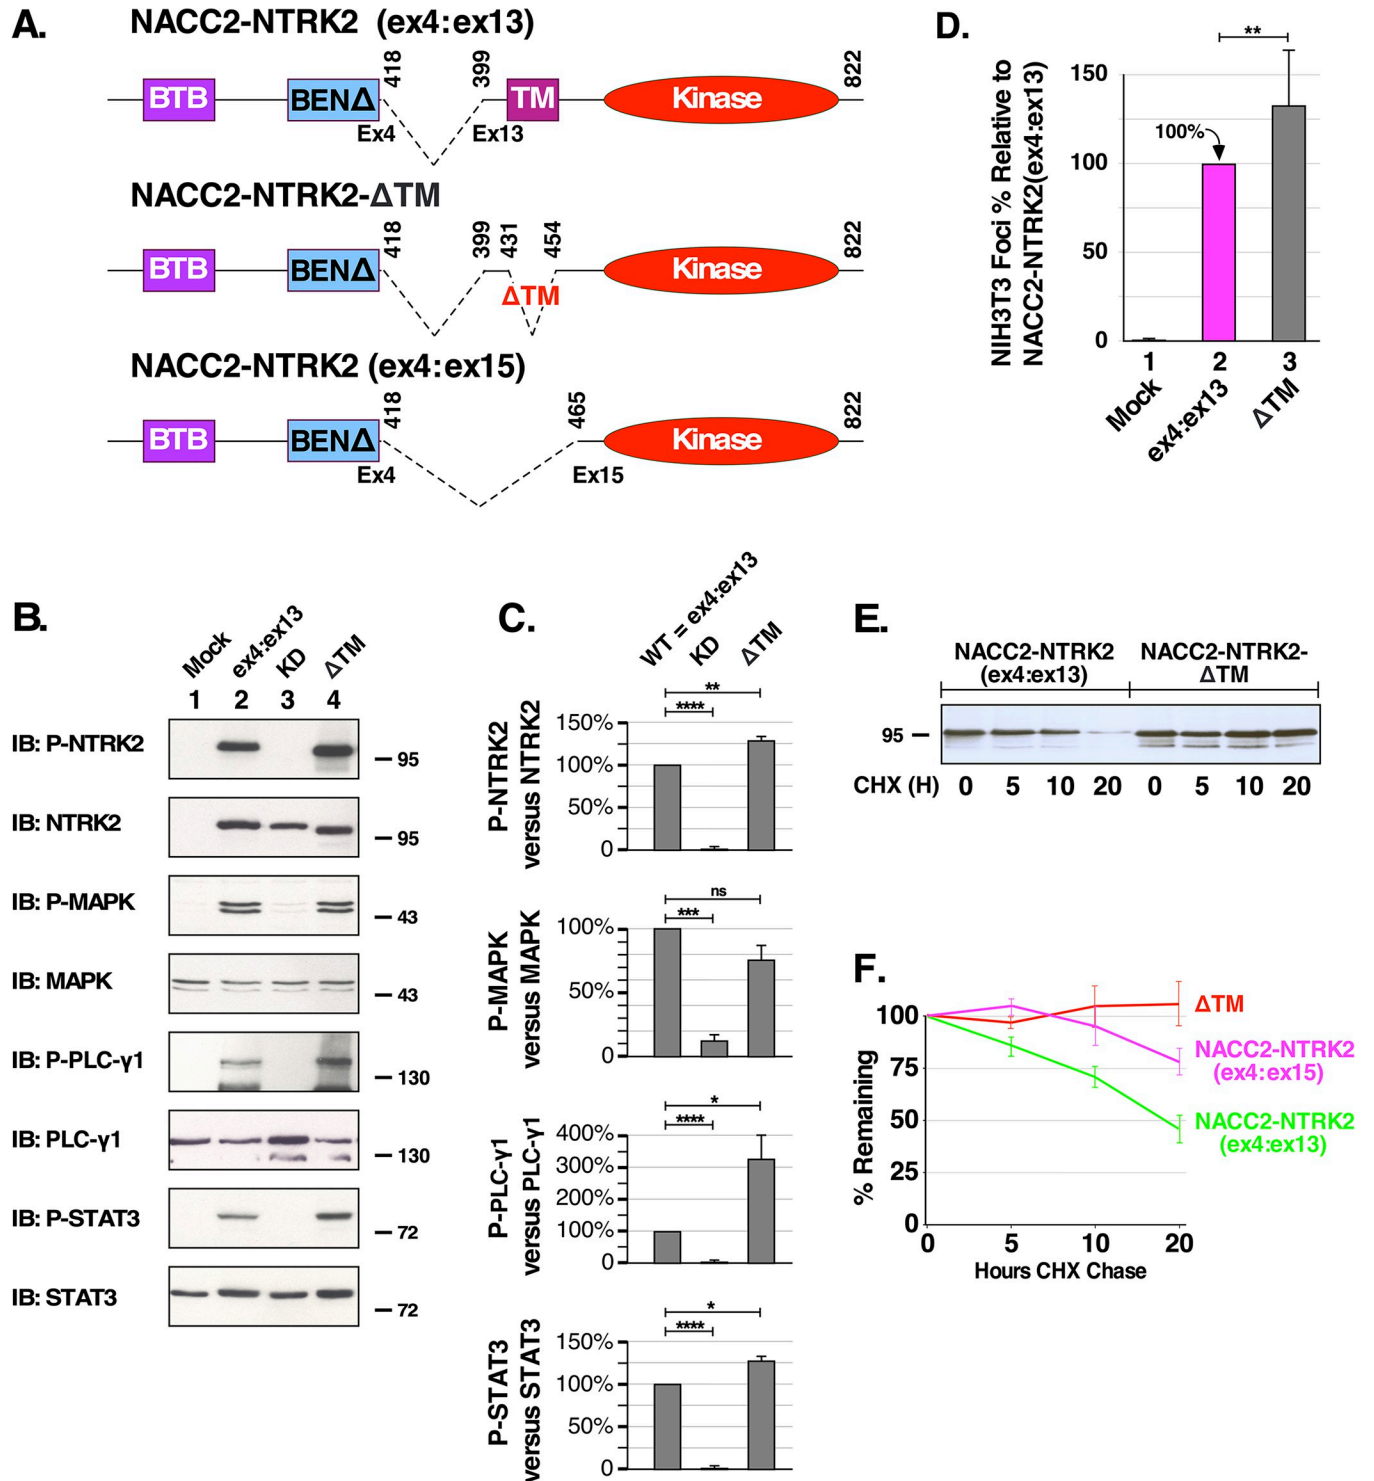 A.
NACC2-NTRK2 (ex4:ex13)
BTB
BENΔ
418
399
TM
Kinase
822
Ex4
Ex13
NACC2-NTRK2-ΔTM
BTB
BENΔ
418
399
431
454
ΔTM
Kinase
822
NACC2-NTRK2 (ex4:ex15)
BTB
BENΔ
418
465
Kinase
822
Ex4
Ex15
B.
Mock
ex4:ex13
KD
ΔTM
1 2 3 4
IB: P-NTRK2
95
IB: NTRK2
95
IB: P-MAPK
43
IB: MAPK
43
IB: P-PLC-γ1
130
IB: PLC-γ1
130
IB: P-STAT3
72
IB: STAT3
72
C.
WT = ex4:ex13
KD
ΔTM
P-NTRK2
versus NTRK2
**
****
150%
100%
50%
0
P-MAPK
versus MAPK
ns
***
100%
50%
0
P-PLC-γ1
versus PLC-γ1
*
****
400%
300%
200%
100%
0
P-STAT3
versus STAT3
*
****
150%
100%
50%
0
D.
NIH3T3 Foci % Relative to
NACC2-NTRK2(ex4:ex13)
**
150
100
50
0
100%
1 2 3
Mock
ex4:ex13
ΔTM
E.
NACC2-NTRK2
(ex4:ex13)
NACC2-NTRK2-
ΔTM
95
CHX (H) 0 5 10 20 0 5 10 20
F.
% Remaining
100
75
50
25
0
0 5 10 20
Hours CHX Chase
ΔTM
NACC2-NTRK2
(ex4:ex15)
NACC2-NTRK2
(ex4:ex13)